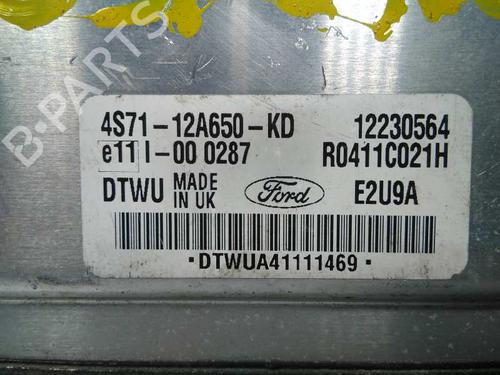 B-PARTS
4S71-12A650-KD 12230564
e11 I-00 0287 R0411C021H
DTWU MADE IN UK Ford E2U9A
·DTWUA41111469·